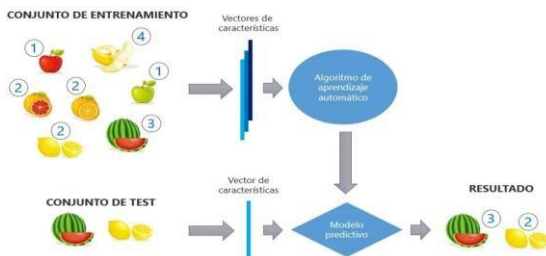 CONJUNTO DE ENTRENAMIENTO
1
4
1
2
2
2
3
Vectores de
características
Algoritmo de
aprendizaje
automático
CONJUNTO DE TEST
Vector de
características
Modelo
predictivo
RESULTADO
3
2